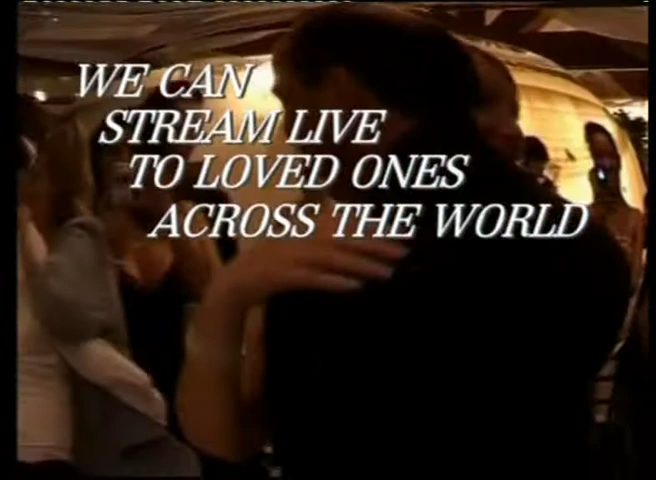 WE CAN
STREAM LIVE
TO LOVED ONES
ACROSS THE WORLD